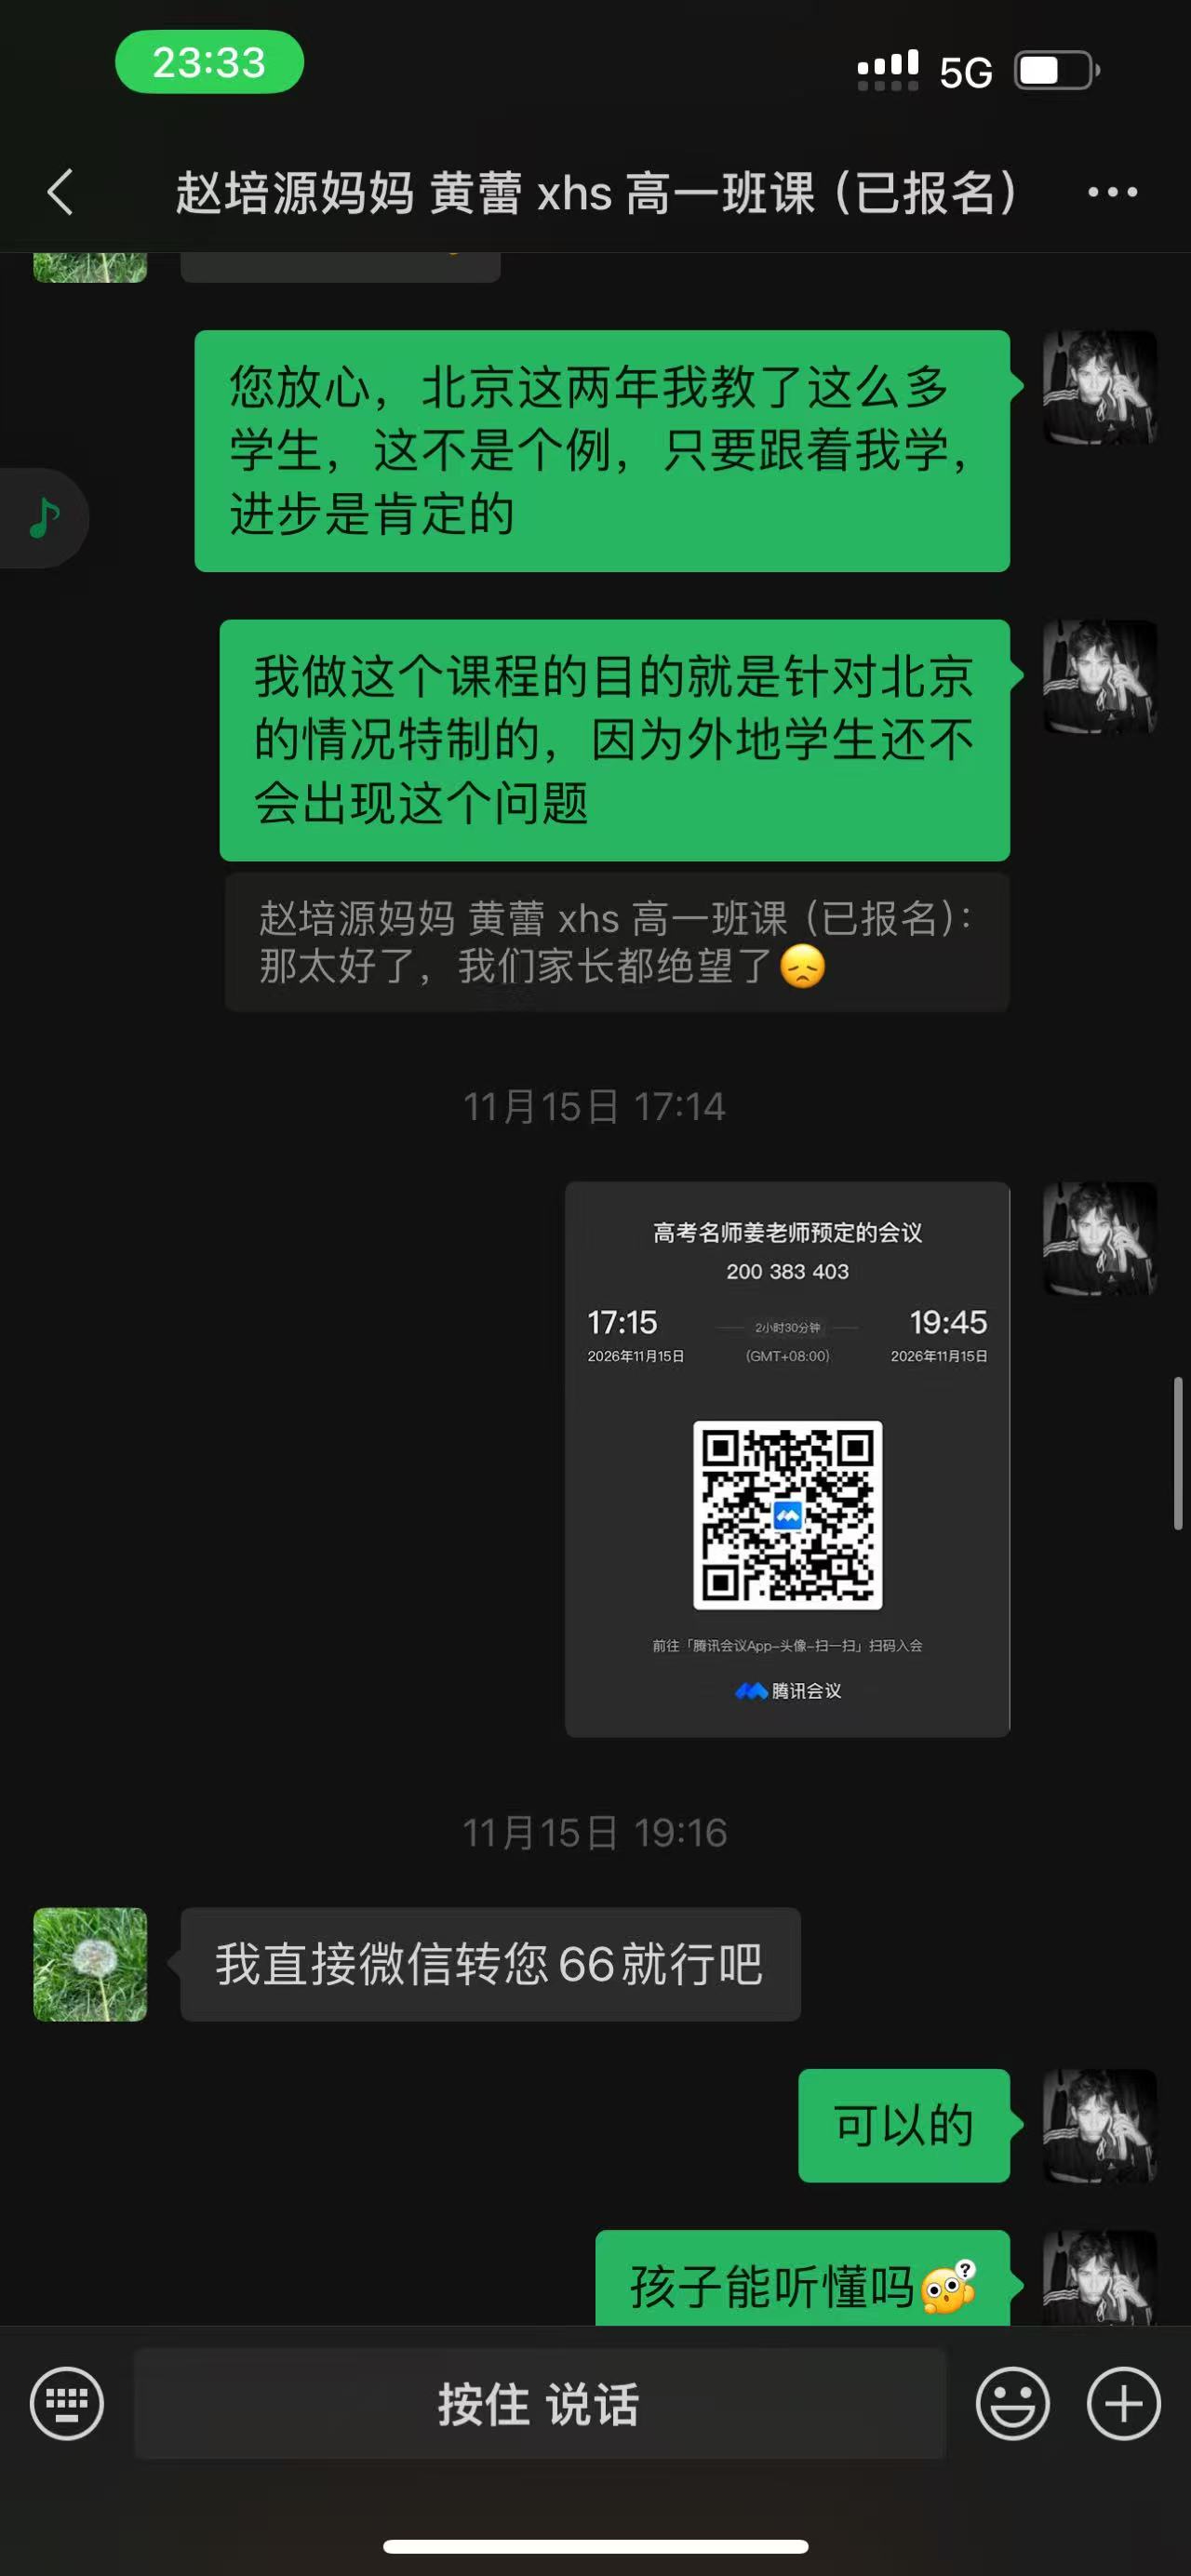 23:33
5G
赵培源妈妈 黄蕾 xhs 高一班课（已报名）
您放心，北京这两年我教了这么多
学生，这不是个例，只要跟着我学，
进步是肯定的
我做这个课程的目的就是针对北京
的情况特制的，因为外地学生还不
会出现这个问题
赵培源妈妈 黄蕾 xhs 高一班课（已报名）：
那太好了，我们家长都绝望了😞
11月15日 17:14
高考名师姜老师预定的会议
200 383 403
17:15 2小时30分钟 19:45
2026年11月15日 (GMT+08:00) 2026年11月15日
前往「腾讯会议App-头像-扫一扫」扫码入会
腾讯会议
11月15日 19:16
我直接微信转您66就行吧
可以的
孩子能听懂吗
按住 说话